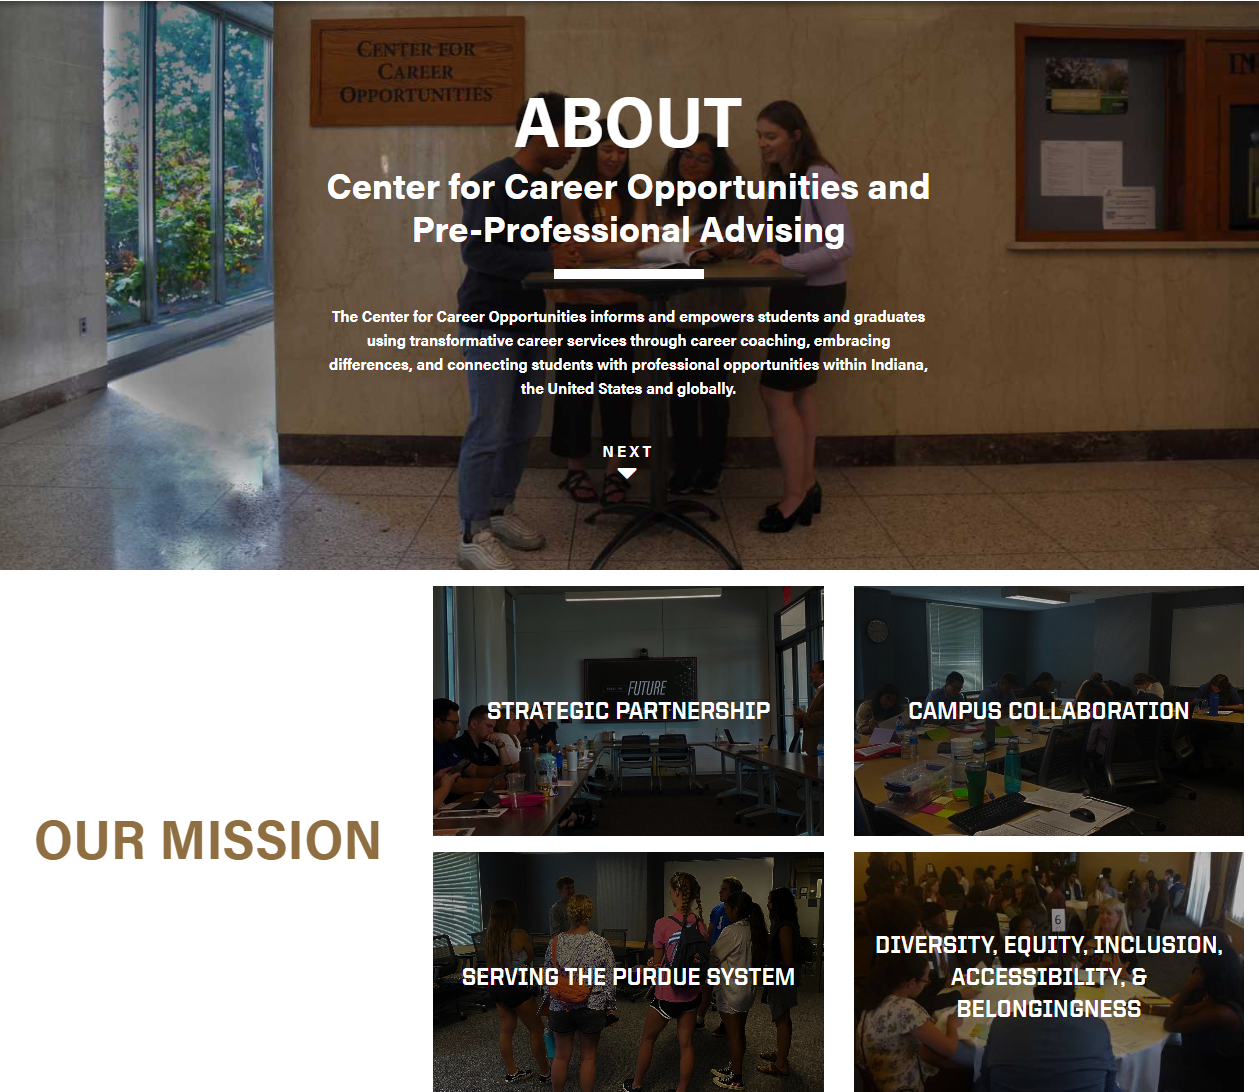 CENTER FOR
CAREER
OPPORTUNITIES
ABOUT
Center for Career Opportunities and
Pre-Professional Advising
The Center for Career Opportunities informs and empowers students and graduates
using transformative career services through career coaching, embracing
differences, and connecting students with professional opportunities within Indiana,
the United States and globally.
NEXT
OUR MISSION
FUTURE
STRATEGIC PARTNERSHIP
CAMPUS COLLABORATION
SERVING THE PURDUE SYSTEM
6
DIVERSITY, EQUITY, INCLUSION,
ACCESSIBILITY, &
BELONGINGNESS